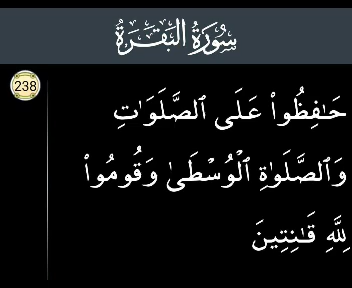 سُورَةُ البَقَرَةِ
238
حَـٰفِظُوا۟ عَلَى ٱلصَّلَوَٰتِ
وَٱلصَّلَوٰةِ ٱلْوُسْطَىٰ وَقُومُوا۟
لِلَّهِ قَـٰنِتِينَ